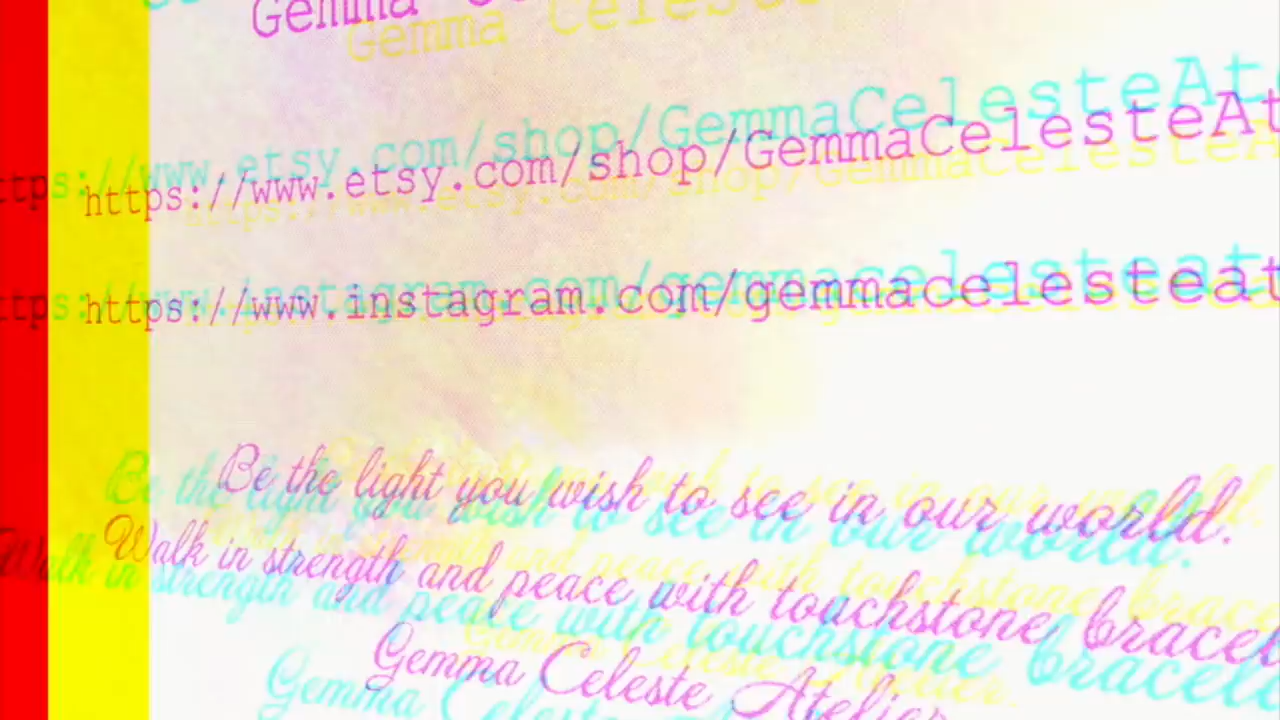 Gemma
https://www.etsy.com/shop/GemmaCelesteAt
https://www.instagram.com/gemmacelesteat
Be the light you wish to see in our world.
Walk in strength and peace with touchstone bracel
Gemma Celeste Atelier